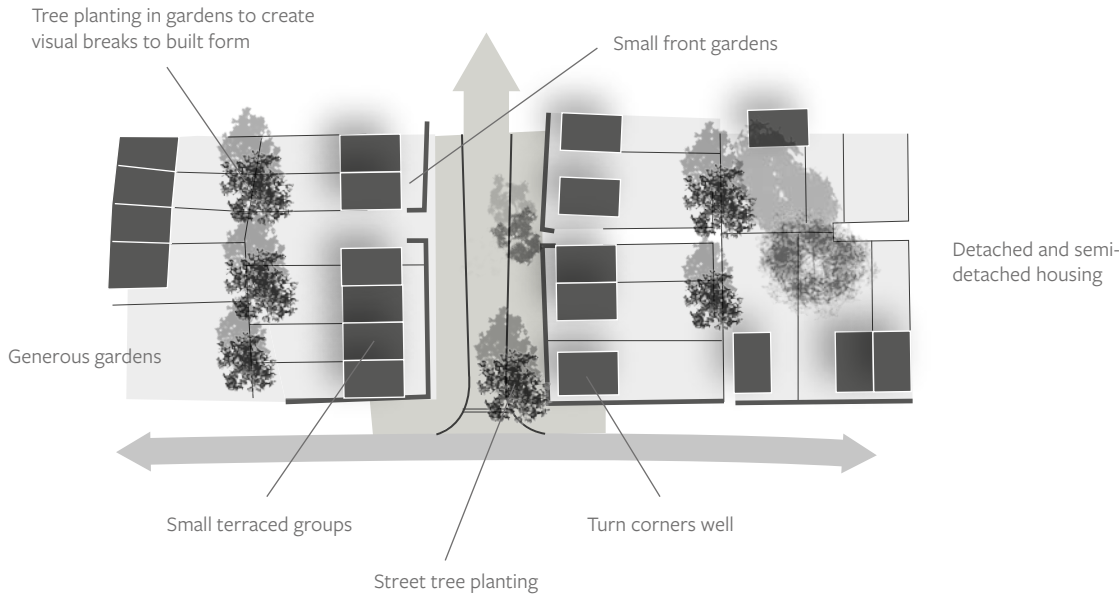 Tree planting in gardens to create
visual breaks to built form
Small front gardens
Detached and semi-
detached housing
Generous gardens
Small terraced groups
Turn corners well
Street tree planting